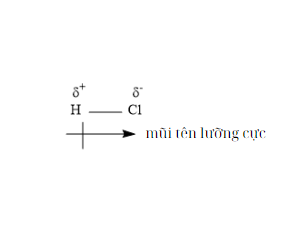 δ⁺ δ⁻
H Cl
mũi tên lưỡng cực